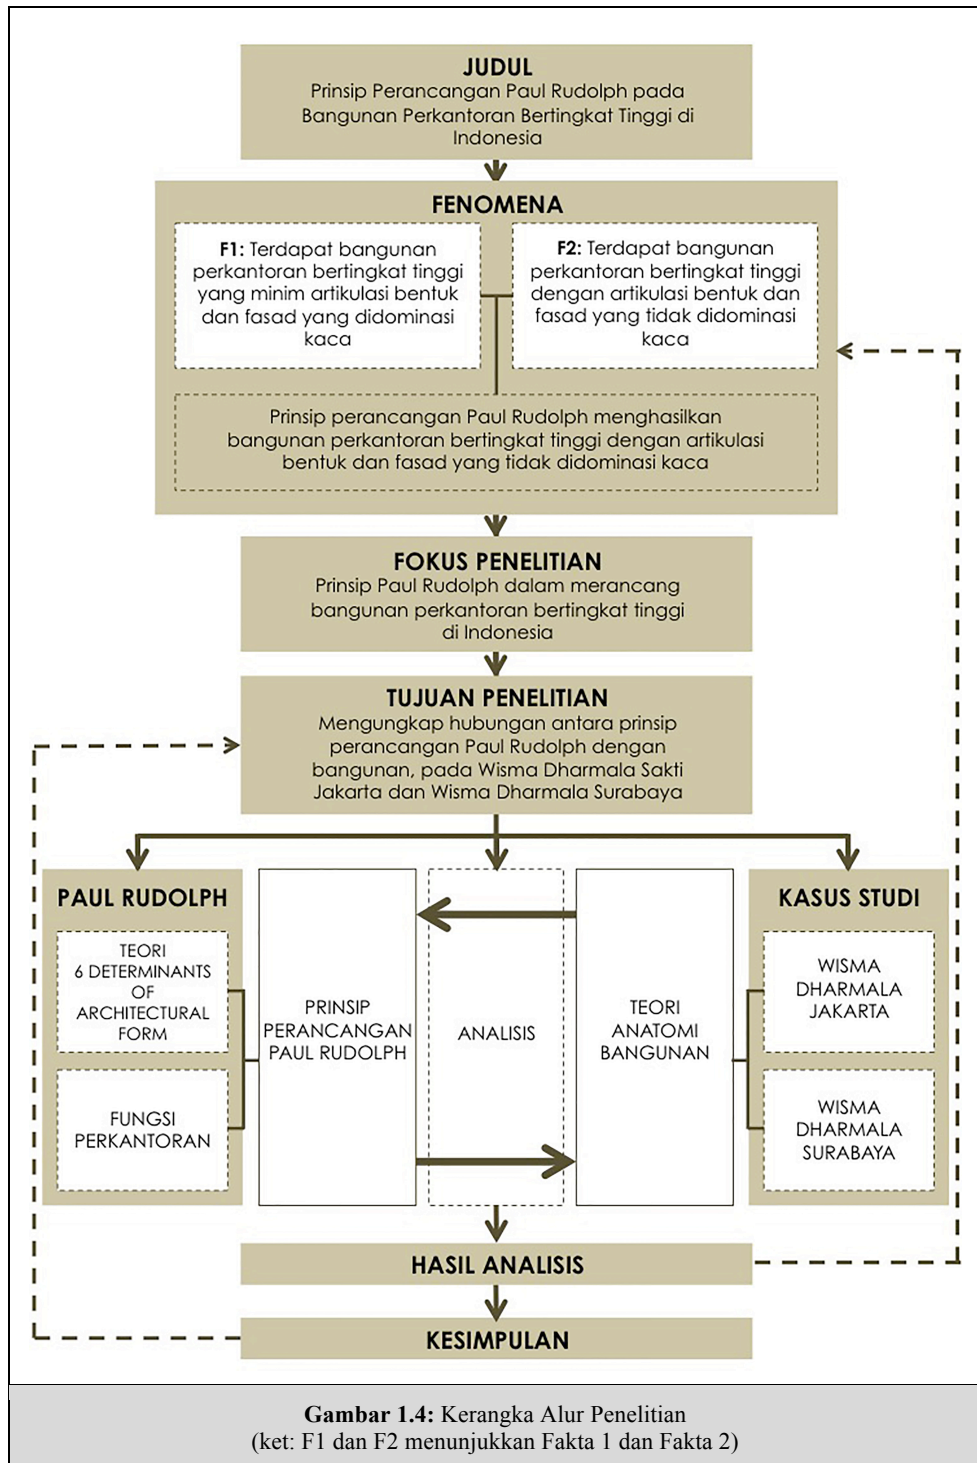 JUDUL
Prinsip Perancangan Paul Rudolph pada
Bangunan Perkantoran Bertingkat Tinggi di
Indonesia
FENOMENA
F1: Terdapat bangunan
perkantoran bertingkat tinggi
yang minim artikulasi bentuk
dan fasad yang didominasi
kaca
F2: Terdapat bangunan
perkantoran bertingkat tinggi
dengan artikulasi bentuk dan
fasad yang tidak didominasi
kaca
Prinsip perancangan Paul Rudolph menghasilkan
bangunan perkantoran bertingkat tinggi dengan artikulasi
bentuk dan fasad yang tidak didominasi kaca
FOKUS PENELITIAN
Prinsip Paul Rudolph dalam merancang
bangunan perkantoran bertingkat tinggi
di Indonesia
TUJUAN PENELITIAN
Mengungkap hubungan antara prinsip
perancangan Paul Rudolph dengan
bangunan, pada Wisma Dharmala Sakti
Jakarta dan Wisma Dharmala Surabaya
PAUL RUDOLPH
TEORI
6 DETERMINANTS
OF
ARCHITECTURAL
FORM
FUNGSI
PERKANTORAN
PRINSIP
PERANCANGAN
PAUL RUDOLPH
ANALISIS
TEORI
ANATOMI
BANGUNAN
KASUS STUDI
WISMA
DHARMALA
JAKARTA
WISMA
DHARMALA
SURABAYA
HASIL ANALISIS
KESIMPULAN
Gambar 1.4: Kerangka Alur Penelitian
(ket: F1 dan F2 menunjukkan Fakta 1 dan Fakta 2)